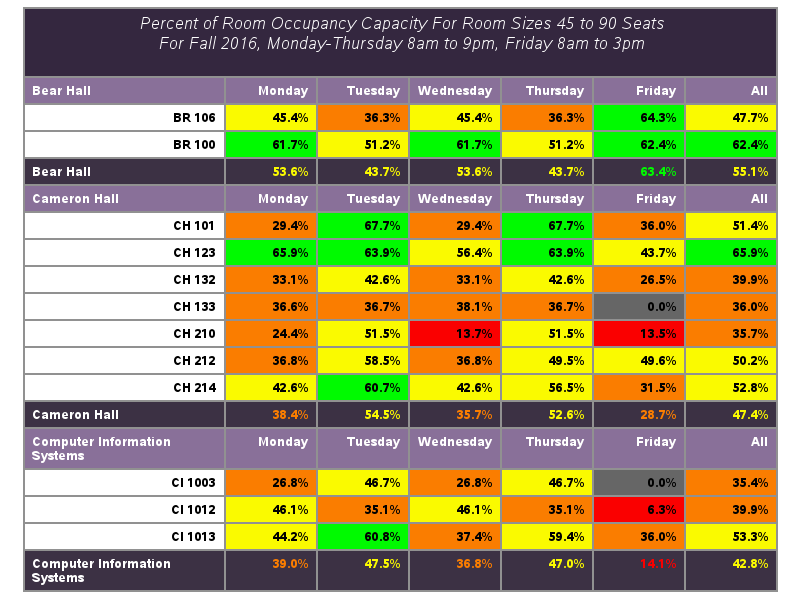 Percent of Room Occupancy Capacity For Room Sizes 45 to 90 Seats
For Fall 2016, Monday-Thursday 8am to 9pm, Friday 8am to 3pm
Bear Hall Monday Tuesday Wednesday Thursday Friday All
BR 106 45.4% 36.3% 45.4% 36.3% 64.3% 47.7%
BR 100 61.7% 51.2% 61.7% 51.2% 62.4% 62.4%
Bear Hall 53.6% 43.7% 53.6% 43.7% 63.4% 55.1%
Cameron Hall Monday Tuesday Wednesday Thursday Friday All
CH 101 29.4% 67.7% 29.4% 67.7% 36.0% 51.4%
CH 123 65.9% 63.9% 56.4% 63.9% 43.7% 65.9%
CH 132 33.1% 42.6% 33.1% 42.6% 26.5% 39.9%
CH 133 36.6% 36.7% 38.1% 36.7% 0.0% 36.0%
CH 210 24.4% 51.5% 13.7% 51.5% 13.5% 35.7%
CH 212 36.8% 58.5% 36.8% 49.5% 49.6% 50.2%
CH 214 42.6% 60.7% 42.6% 56.5% 31.5% 52.8%
Cameron Hall 38.4% 54.5% 35.7% 52.6% 28.7% 47.4%
Computer Information Monday Tuesday Wednesday Thursday Friday All
Systems
CI 1003 26.8% 46.7% 26.8% 46.7% 0.0% 35.4%
CI 1012 46.1% 35.1% 46.1% 35.1% 6.3% 39.9%
CI 1013 44.2% 60.8% 37.4% 59.4% 36.0% 53.3%
Computer Information 39.0% 47.5% 36.8% 47.0% 14.1% 42.8%
Systems